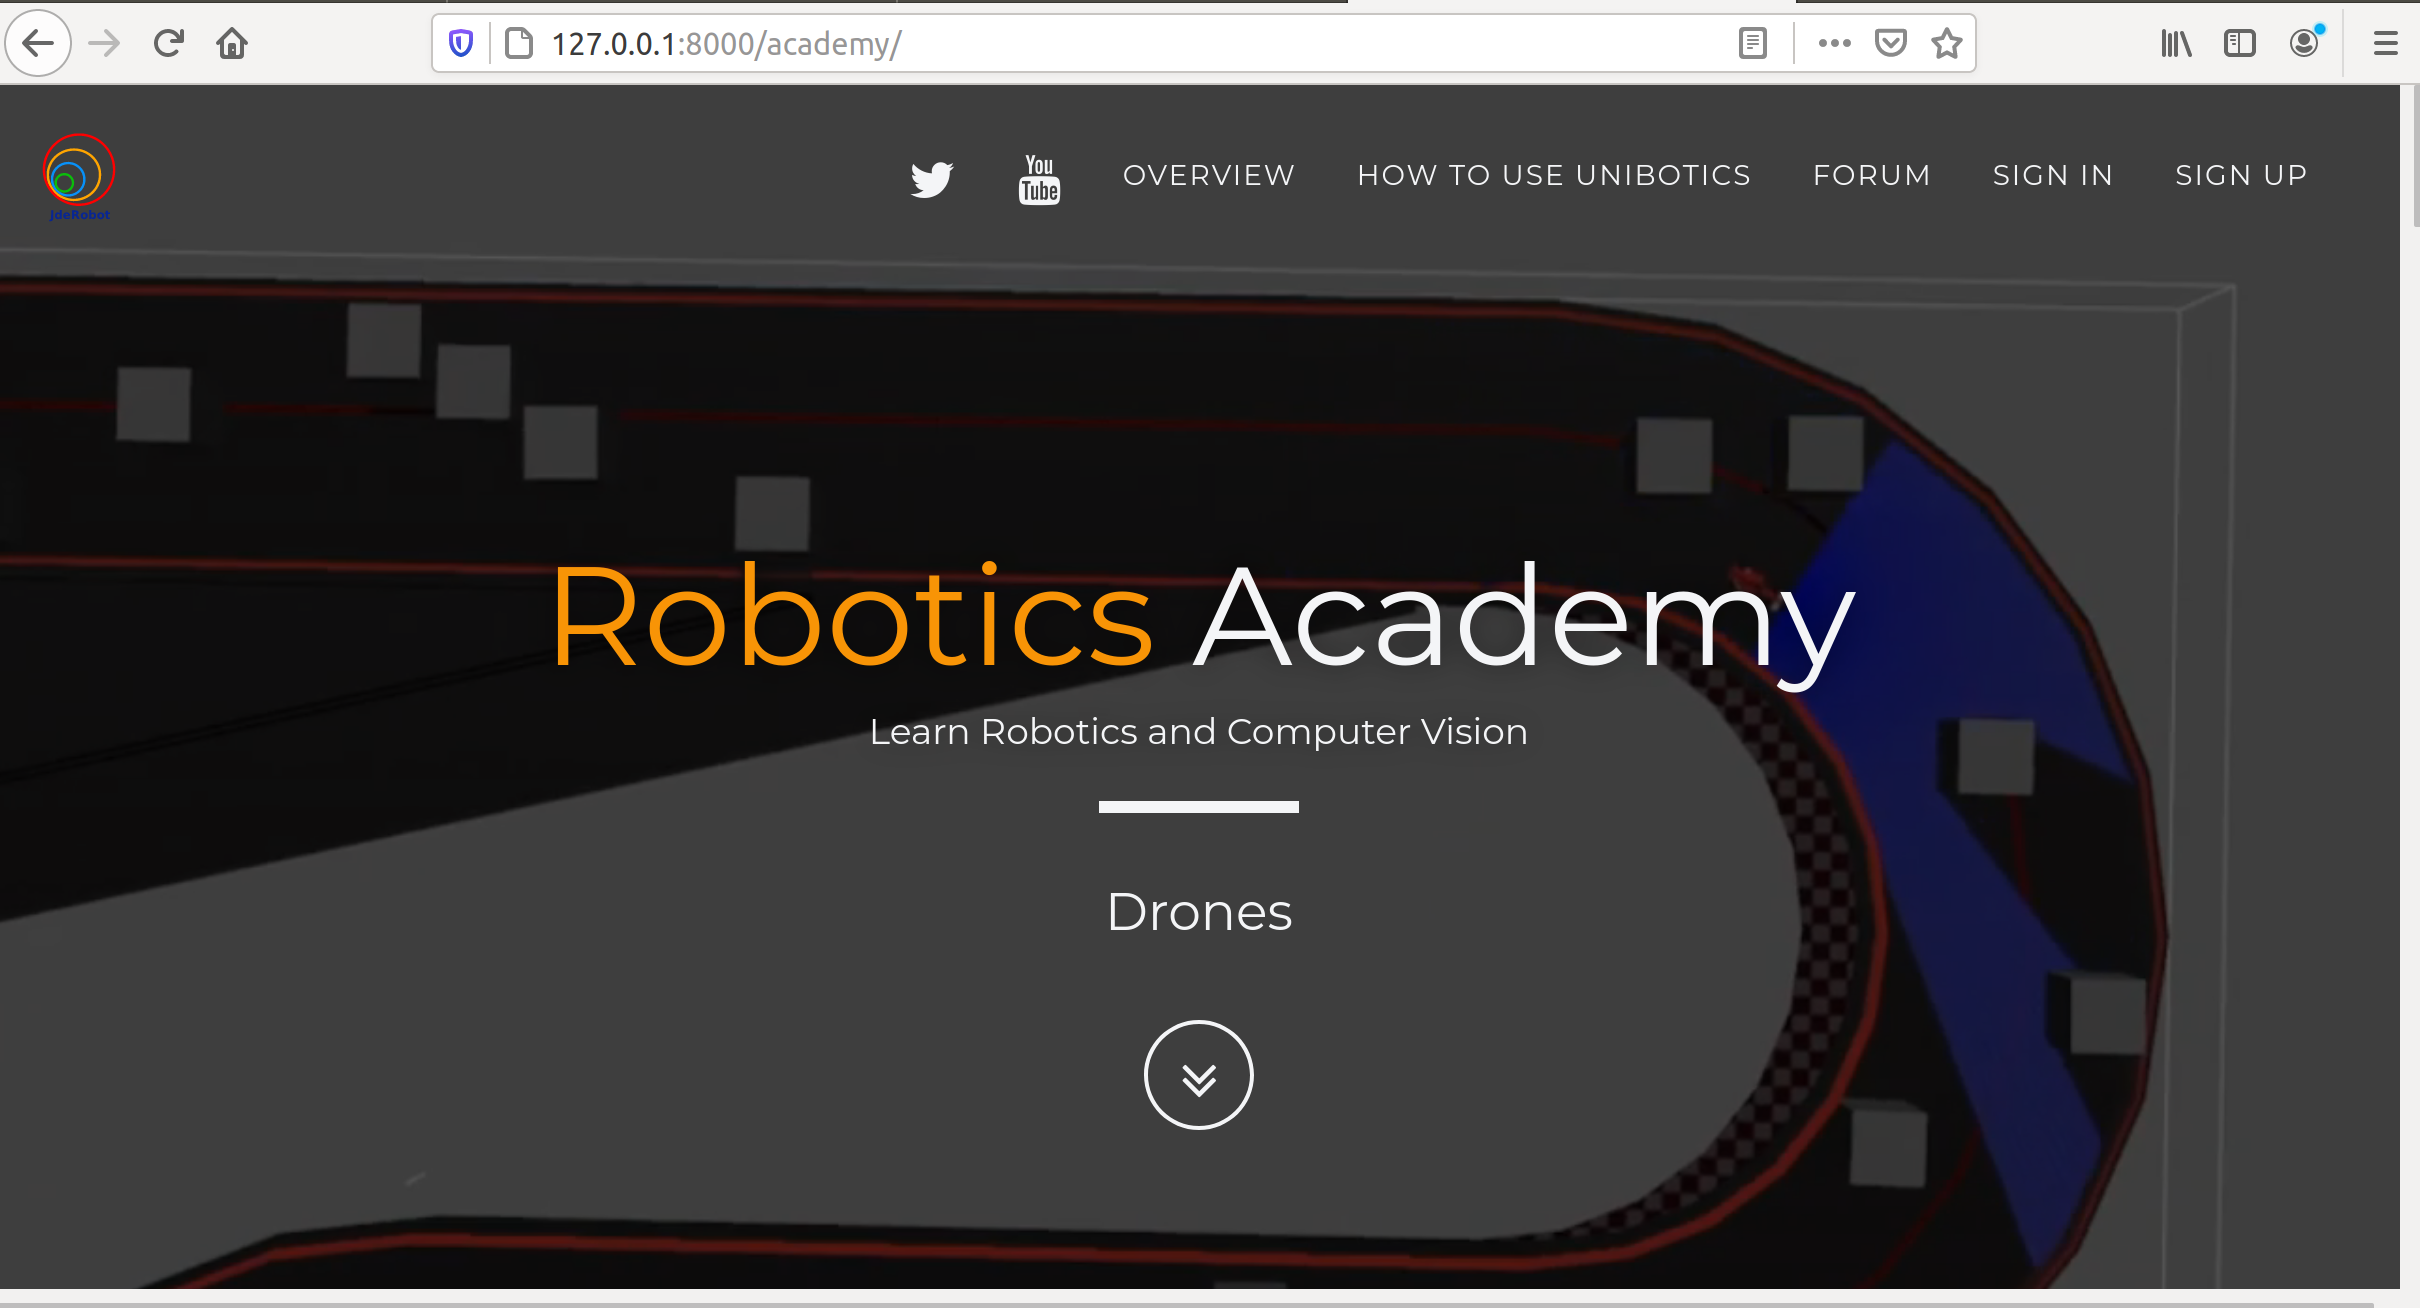 127.0.0.1:8000/academy/
JdeRobot
You Tube
OVERVIEW
HOW TO USE UNIBOTICS
FORUM
SIGN IN
SIGN UP
Robotics Academy
Learn Robotics and Computer Vision
Drones